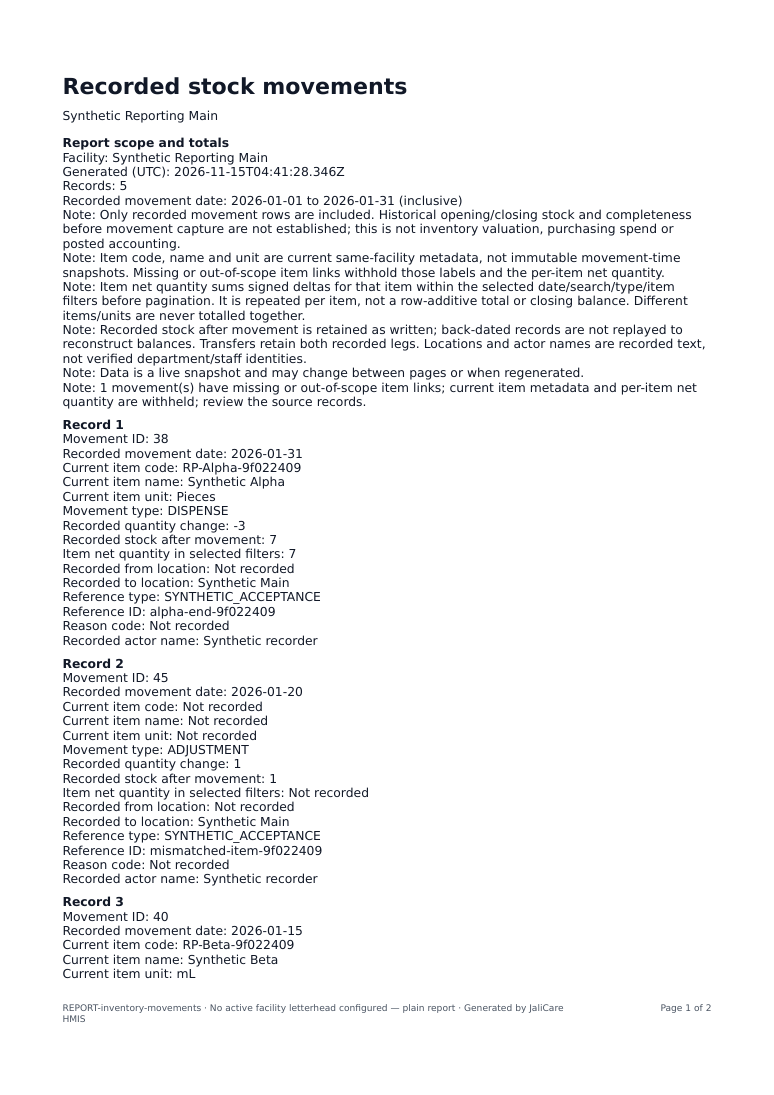 Recorded stock movements
Synthetic Reporting Main
Report scope and totals
Facility: Synthetic Reporting Main
Generated (UTC): 2026-11-15T04:41:28.346Z
Records: 5
Recorded movement date: 2026-01-01 to 2026-01-31 (inclusive)
Note: Only recorded movement rows are included. Historical opening/closing stock and completeness
before movement capture are not established; this is not inventory valuation, purchasing spend or
posted accounting.
Note: Item code, name and unit are current same-facility metadata, not immutable movement-time
snapshots. Missing or out-of-scope item links withhold those labels and the per-item net quantity.
Note: Item net quantity sums signed deltas for that item within the selected date/search/type/item
filters before pagination. It is repeated per item, not a row-additive total or closing balance. Different
items/units are never totalled together.
Note: Recorded stock after movement is retained as written; back-dated records are not replayed to
reconstruct balances. Transfers retain both recorded legs. Locations and actor names are recorded text,
not verified department/staff identities.
Note: Data is a live snapshot and may change between pages or when regenerated.
Note: 1 movement(s) have missing or out-of-scope item links; current item metadata and per-item net
quantity are withheld; review the source records.
Record 1
Movement ID: 38
Recorded movement date: 2026-01-31
Current item code: RP-Alpha-9f022409
Current item name: Synthetic Alpha
Current item unit: Pieces
Movement type: DISPENSE
Recorded quantity change: -3
Recorded stock after movement: 7
Item net quantity in selected filters: 7
Recorded from location: Not recorded
Recorded to location: Synthetic Main
Reference type: SYNTHETIC_ACCEPTANCE
Reference ID: alpha-end-9f022409
Reason code: Not recorded
Recorded actor name: Synthetic recorder
Record 2
Movement ID: 45
Recorded movement date: 2026-01-20
Current item code: Not recorded
Current item name: Not recorded
Current item unit: Not recorded
Movement type: ADJUSTMENT
Recorded quantity change: 1
Recorded stock after movement: 1
Item net quantity in selected filters: Not recorded
Recorded from location: Not recorded
Recorded to location: Synthetic Main
Reference type: SYNTHETIC_ACCEPTANCE
Reference ID: mismatched-item-9f022409
Reason code: Not recorded
Recorded actor name: Synthetic recorder
Record 3
Movement ID: 40
Recorded movement date: 2026-01-15
Current item code: RP-Beta-9f022409
Current item name: Synthetic Beta
Current item unit: mL
REPORT-inventory-movements · No active facility letterhead configured — plain report · Generated by JaliCare
HMIS
Page 1 of 2